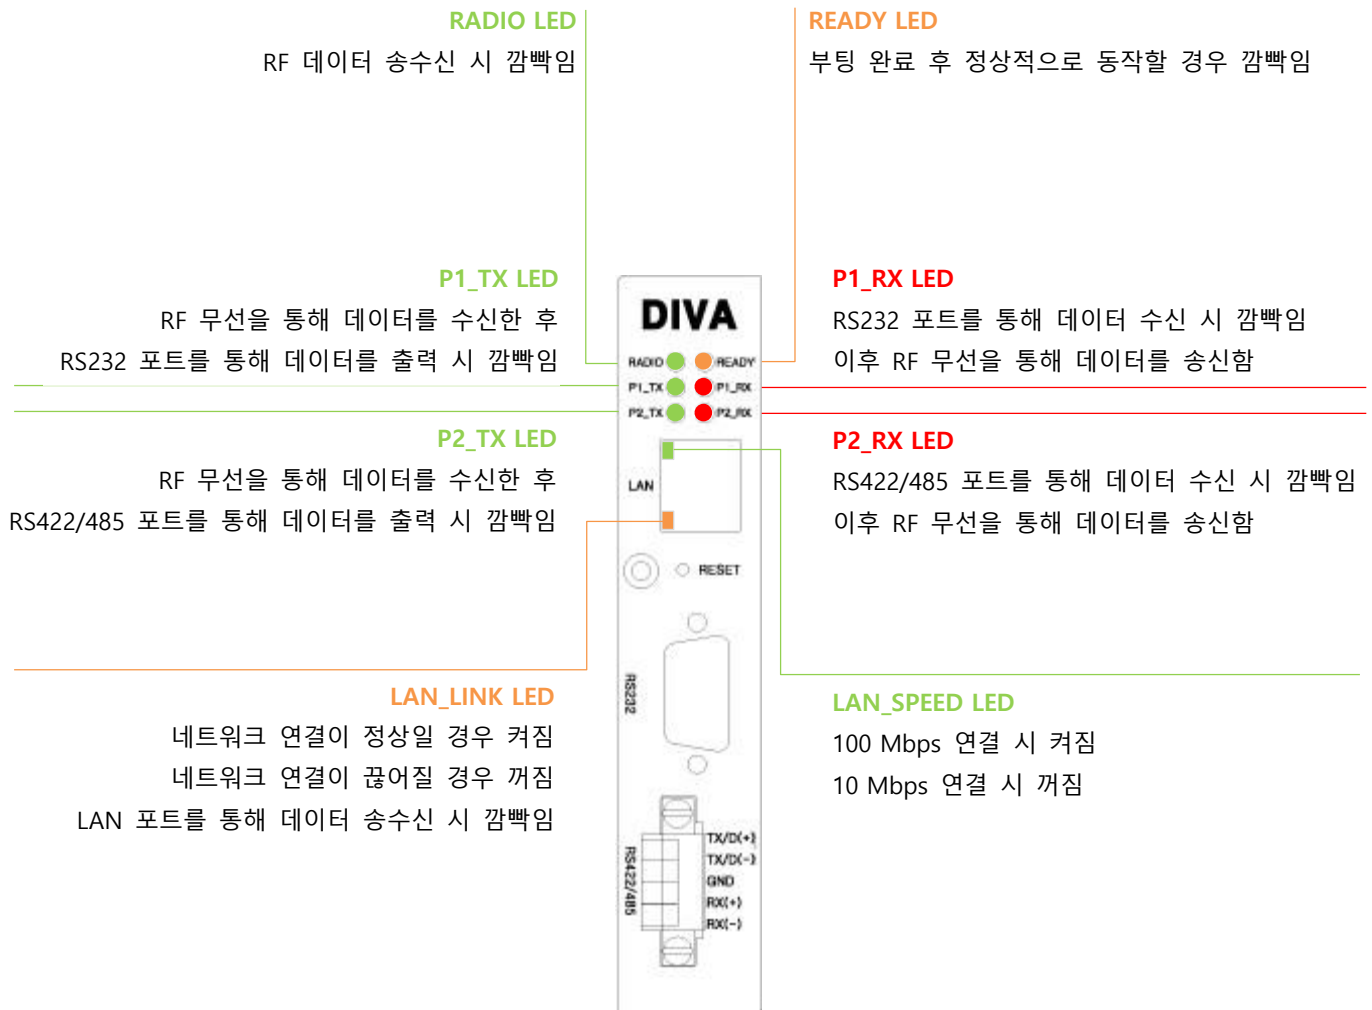 RADIO LED
RF 데이터 송수신 시 깜빡임
READY LED
부팅 완료 후 정상적으로 동작할 경우 깜빡임
P1_TX LED
RF 무선을 통해 데이터를 수신한 후
RS232 포트를 통해 데이터를 출력 시 깜빡임
P1_RX LED
RS232 포트를 통해 데이터 수신 시 깜빡임
이후 RF 무선을 통해 데이터를 송신함
P2_TX LED
RF 무선을 통해 데이터를 수신한 후
RS422/485 포트를 통해 데이터를 출력 시 깜빡임
P2_RX LED
RS422/485 포트를 통해 데이터 수신 시 깜빡임
이후 RF 무선을 통해 데이터를 송신함
LAN_LINK LED
네트워크 연결이 정상일 경우 켜짐
네트워크 연결이 끊어질 경우 꺼짐
LAN 포트를 통해 데이터 송수신 시 깜빡임
LAN_SPEED LED
100 Mbps 연결 시 켜짐
10 Mbps 연결 시 꺼짐
DIVA
RADIO READY
P1_TX P1_RX
P2_TX P2_RX
LAN
RESET
RS232
RS422/485
TX/D(+)
TX/D(-)
GND
RX(+)
RX(-)